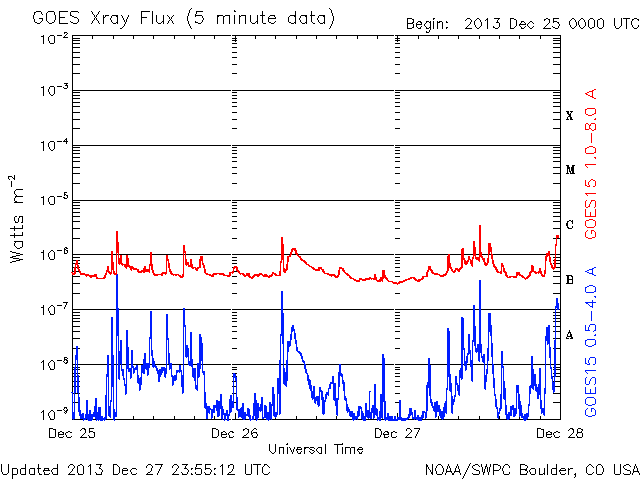 GOES Xray Flux (5 minute data)
Begin: 2013 Dec 25 0000 UTC
10⁻²
10⁻³
10⁻⁴
10⁻⁵
10⁻⁶
10⁻⁷
10⁻⁸
10⁻⁹
Watts m⁻²
X
M
C
B
A
GOES15 1.0-8.0 A
GOES15 0.5-4.0 A
Dec 25
Dec 26
Dec 27
Dec 28
Universal Time
Updated 2013 Dec 27 23:55:12 UTC
NOAA/SWPC Boulder, CO USA